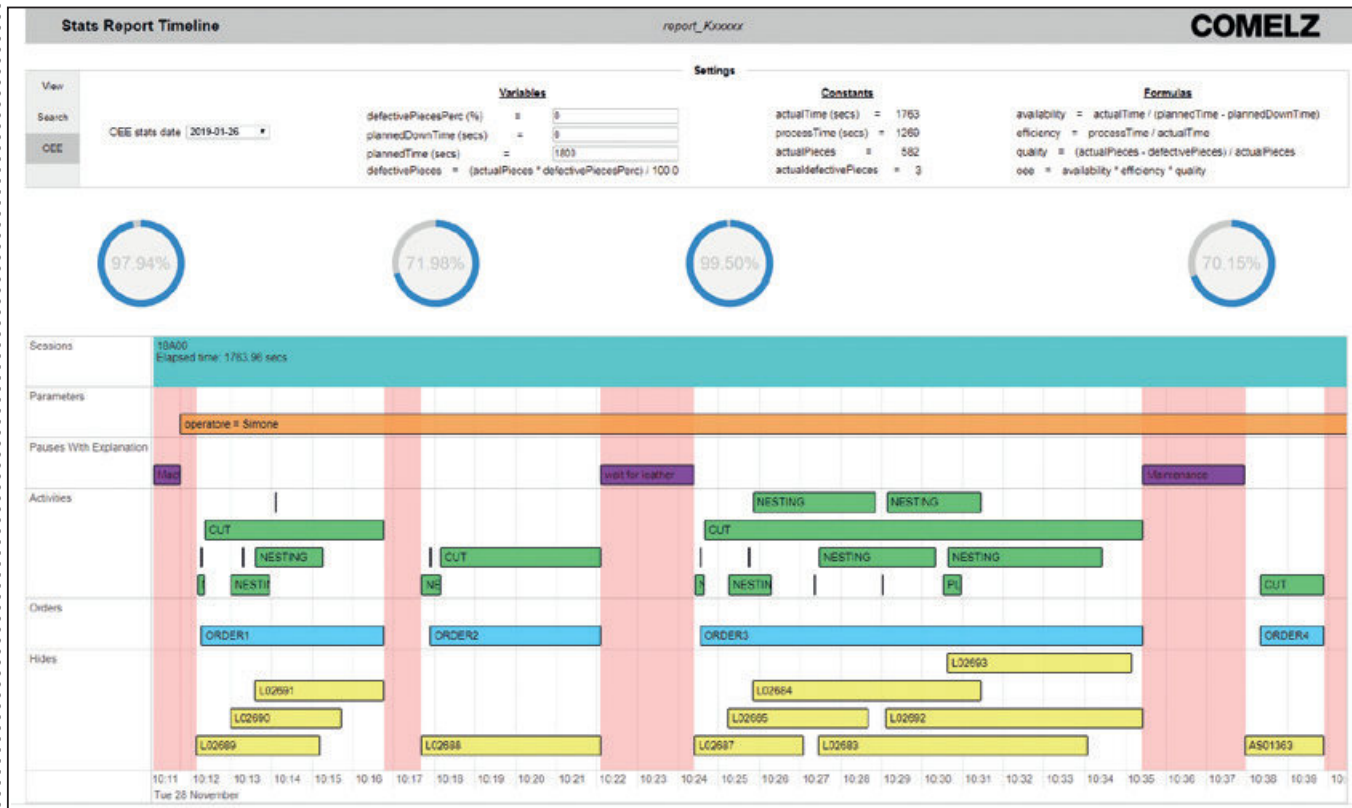 Stats Report Timeline report_Kxxxxx COMELZ
Settings
View
Search
OEE
OEE stats date 2019-01-26
Variables
defectivePiecesPerc (%) = 0
plannedDownTime (secs) = 0
plannedTime (secs) = 1800
defectivePieces = (actualPieces * defectivePiecesPerc) / 100.0
Constants
actualTime (secs) = 1763
processTime (secs) = 1269
actualPieces = 582
actualdefectivePieces = 3
Formulas
availability = actualTime / (plannedTime - plannedDownTime)
efficiency = processTime / actualTime
quality = (actualPieces - defectivePieces) / actualPieces
oee = availability * efficiency * quality
97.94% 71.98% 99.50% 70.15%
Sessions
18A00
Elapsed time: 1763.96 secs
Parameters
operatore = Simone
Pauses With Explanation
wait for leather Maintenance
Activities
NESTING NESTING
CUT CUT
NESTING CUT NESTING NESTING
NESTIN NE NESTIN PL CUT
Orders
ORDER1 ORDER2 ORDER3 ORDER4
Hides
L02693
L02691 L02684
L02690 L02685 L02692
L02689 L02688 L02687 L02683 AS01363
10:11 10:12 10:13 10:14 10:15 10:16 10:17 10:18 10:19 10:20 10:21 10:22 10:23 10:24 10:25 10:26 10:27 10:28 10:29 10:30 10:31 10:32 10:33 10:34 10:35 10:36 10:37 10:38 10:39 10:
Tue 28 November